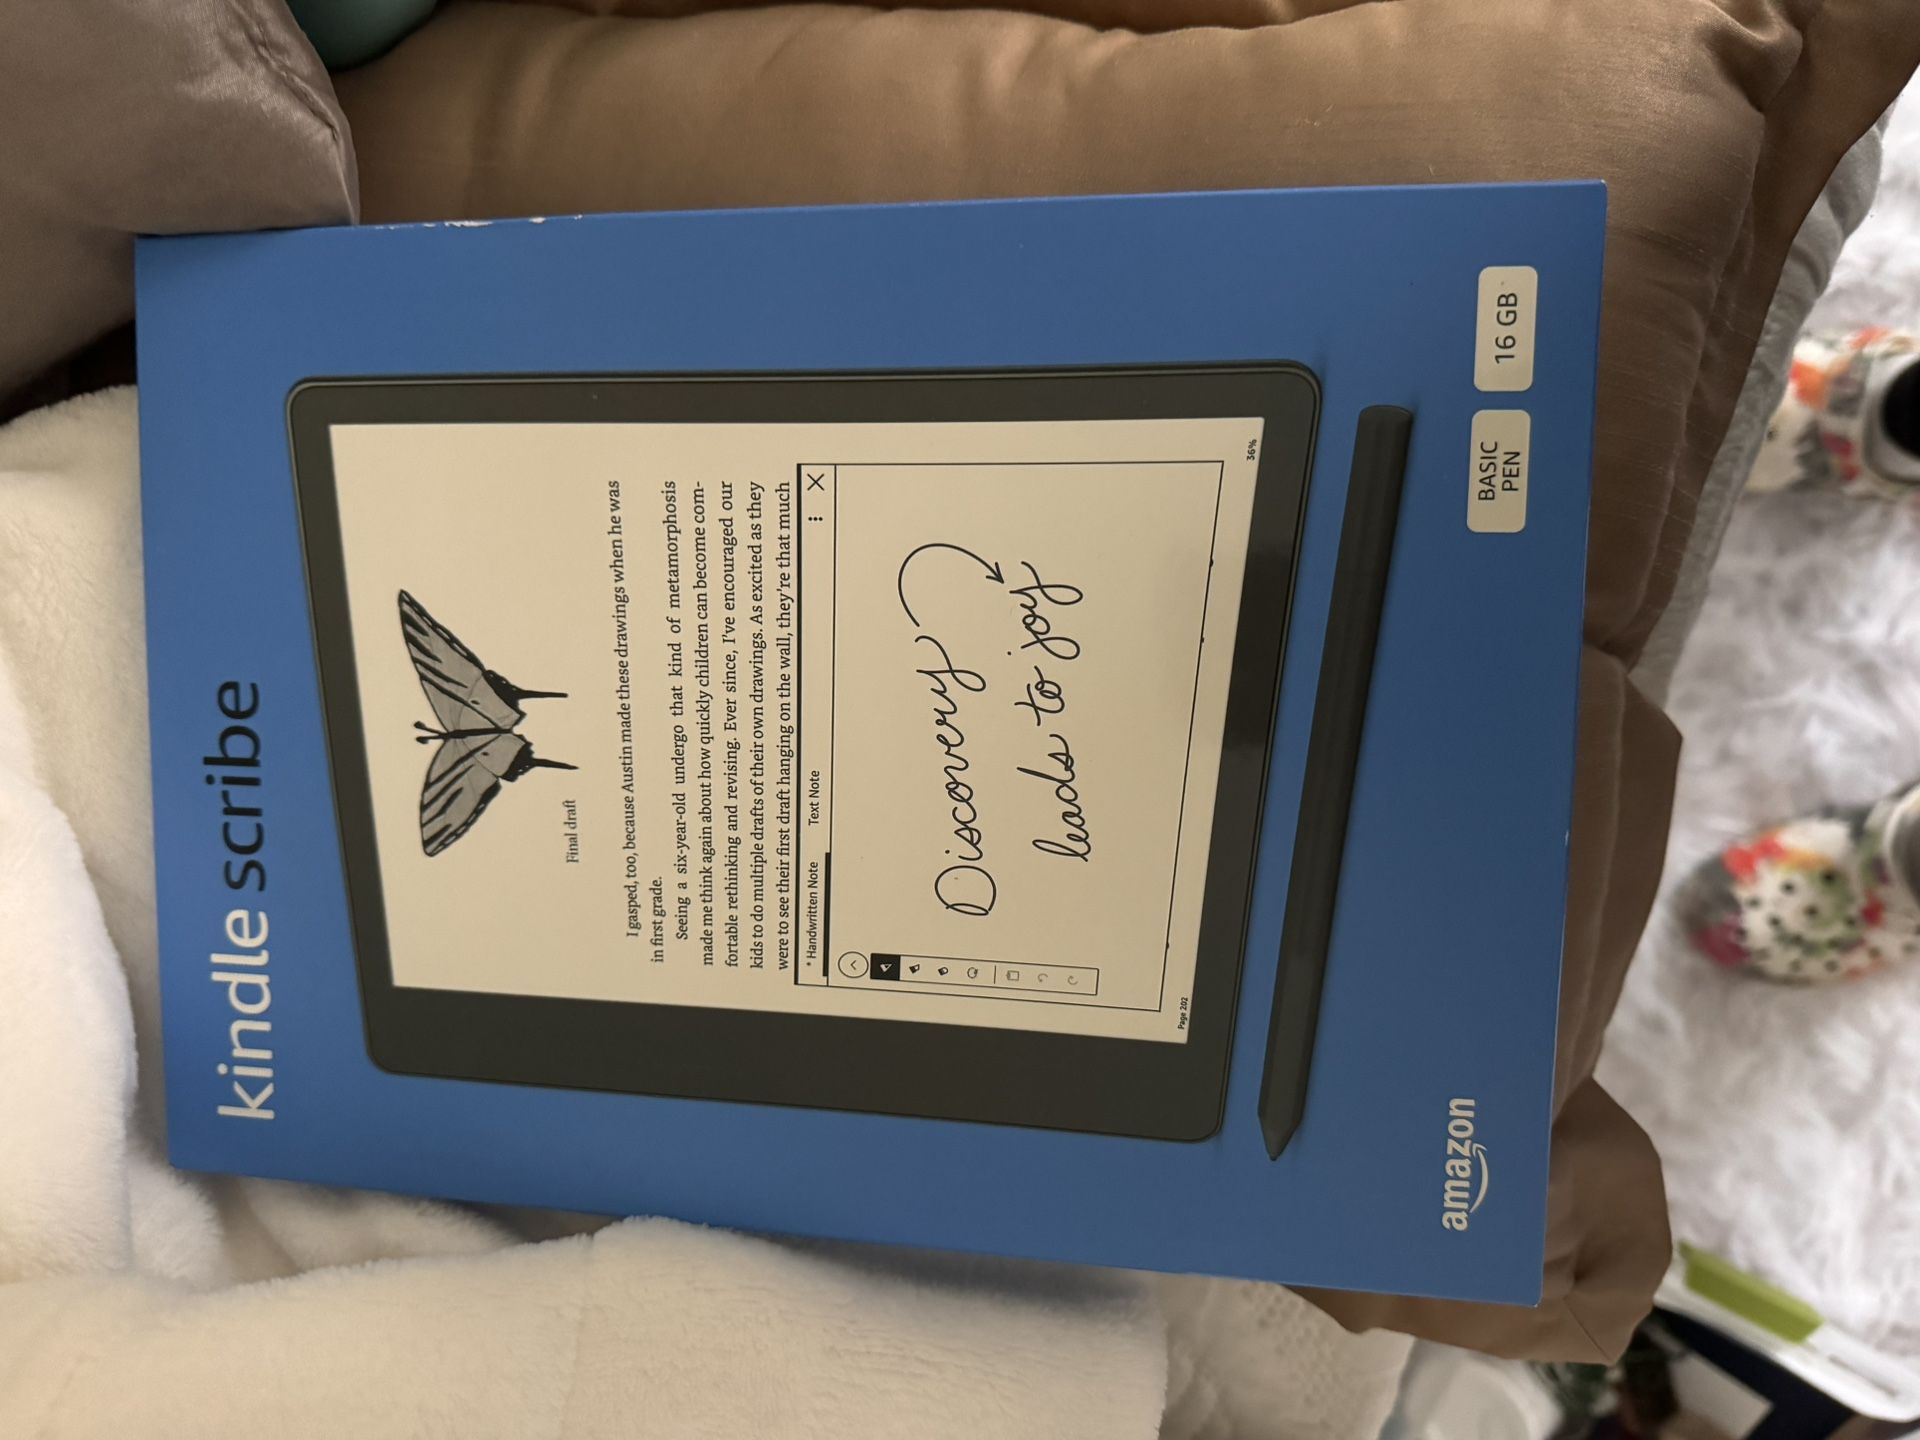 kindle scribe
Final draft
I gasped, too, because Austin made these drawings when he was
in first grade.
Seeing a six-year-old undergo that kind of metamorphosis
made me think again about how quickly children can become com-
fortable rethinking and revising. Ever since, I've encouraged our
kids to do multiple drafts of their own drawings. As excited as they
were to see their first draft hanging on the wall, they're that much
* Handwritten Note Text Note
Discovery
leads to joy
Page 202 36%
amazon
BASIC
PEN
16 GB